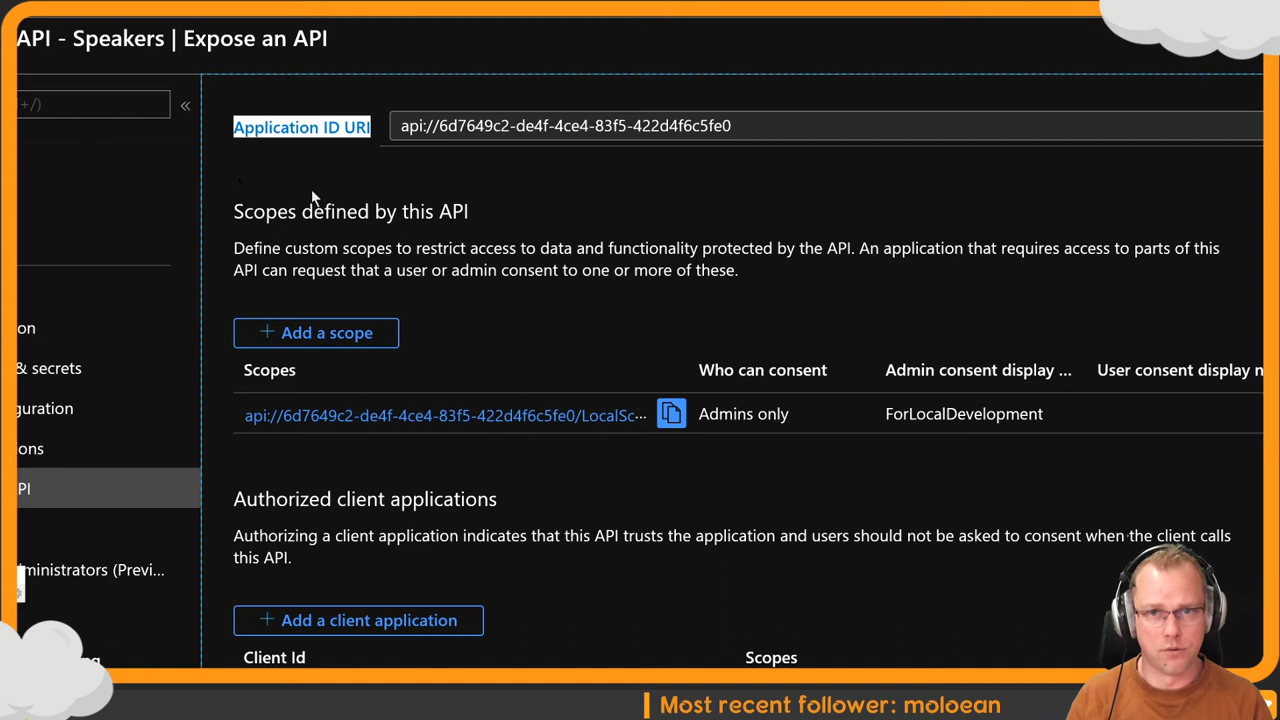 API - Speakers | Expose an API
+/)
«
Application ID URI
api://6d7649c2-de4f-4ce4-83f5-422d4f6c5fe0
Scopes defined by this API
Define custom scopes to restrict access to data and functionality protected by the API. An application that requires access to parts of this
API can request that a user or admin consent to one or more of these.
+ Add a scope
Scopes Who can consent Admin consent display ... User consent display n
api://6d7649c2-de4f-4ce4-83f5-422d4f6c5fe0/LocalSc... Admins only ForLocalDevelopment
on
& secrets
guration
ons
PI
ministrators (Previ...
Authorized client applications
Authorizing a client application indicates that this API trusts the application and users should not be asked to consent when the client calls
this API.
+ Add a client application
Client Id Scopes
Most recent follower: moloean